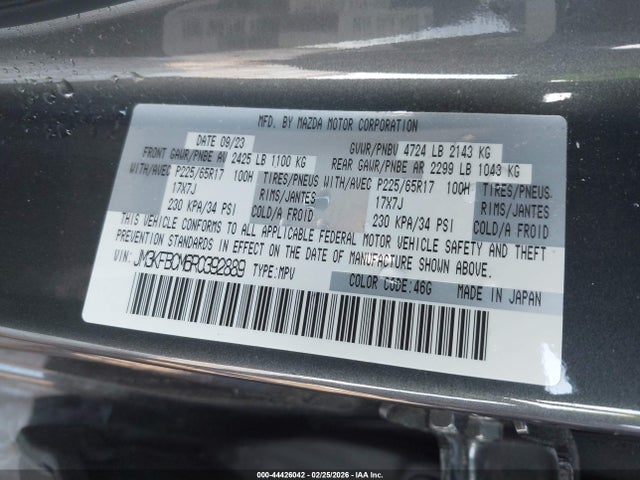 MFD. BY MAZDA MOTOR CORPORATION
DATE 09/23 GVWR/PNBV 4724 LB 2143 KG
FRONT GAWR/PNBE AV 2425 LB 1100 KG REAR GAWR/PNBE AR 2299 LB 1043 KG
WITH/AVEC P225/65R17 100H TIRES/PNEUS WITH/AVEC P225/65R17 100H TIRES/PNEUS
17X7J RIMS/JANTES 17X7J RIMS/JANTES
230 KPA/34 PSI COLD/A FROID 230 KPA/34 PSI COLD/A FROID
THIS VEHICLE CONFORMS TO ALL APPLICABLE FEDERAL MOTOR VEHICLE SAFETY AND THEFT
PREVENTION STANDARDS IN EFFECT ON THE DATE OF MANUFACTURE SHOWN ABOVE.
VIN: JM3KFBCM6R0392889 TYPE: MPV
COLOR CODE: 46G MADE IN JAPAN
000-44426042 - 02/25/2026 - IAA Inc.